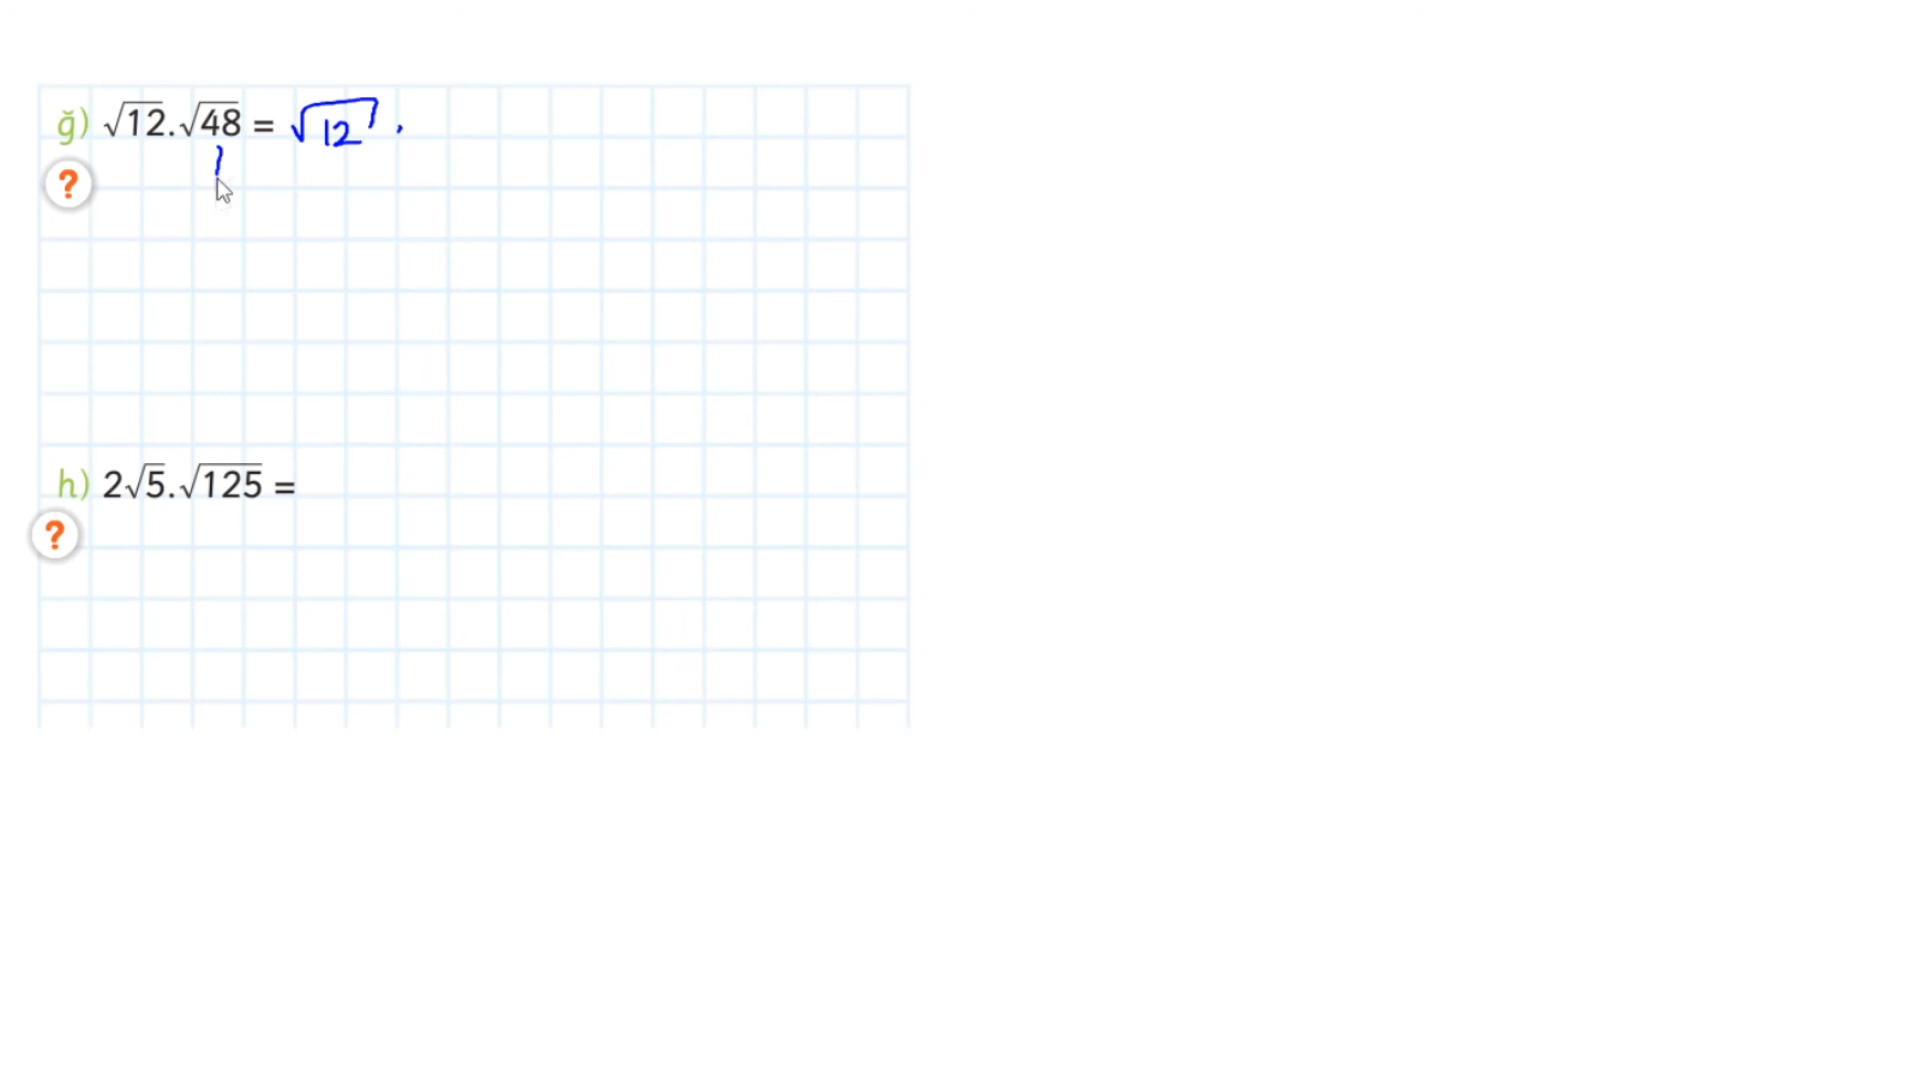 ğ) √12.√48 = √12 .
?
h) 2√5.√125 =
?